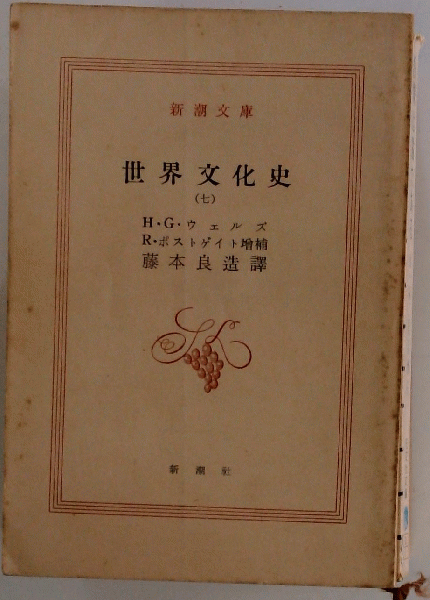 新潮文庫
世界文化史
(七)
H・G・ウェルズ
R・ポストゲイト増補
藤本良造譯
新潮社